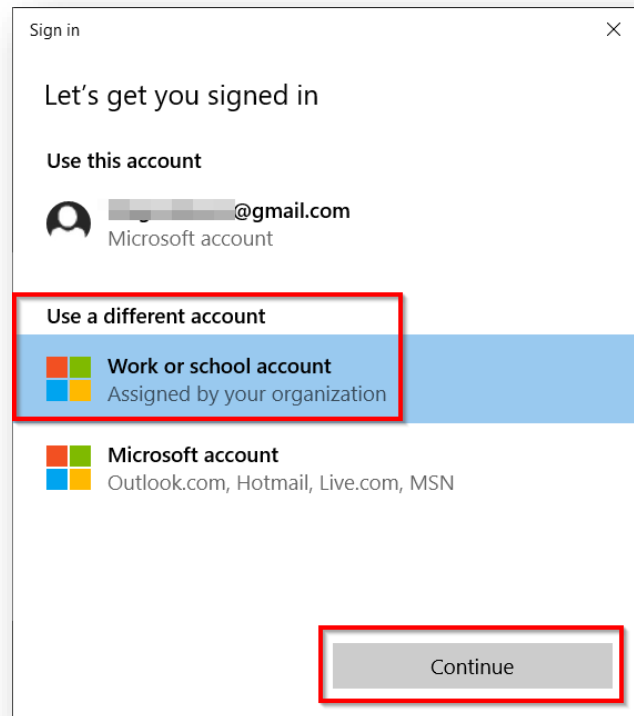 Sign in
Let's get you signed in
Use this account
@gmail.com
Microsoft account
Use a different account
Work or school account
Assigned by your organization
Microsoft account
Outlook.com, Hotmail, Live.com, MSN
Continue